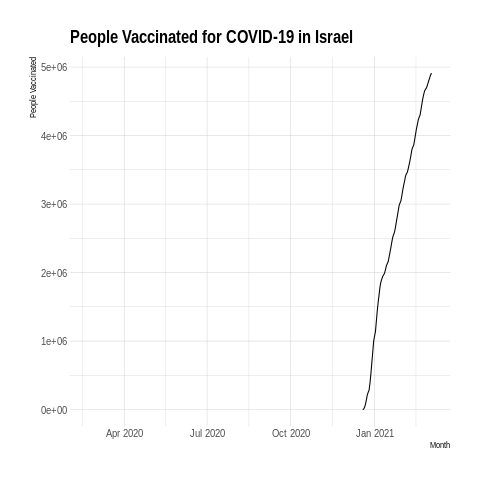 People Vaccinated for COVID-19 in Israel
People Vaccinated
5e+06
4e+06
3e+06
2e+06
1e+06
0e+00
Apr 2020 Jul 2020 Oct 2020 Jan 2021
Month